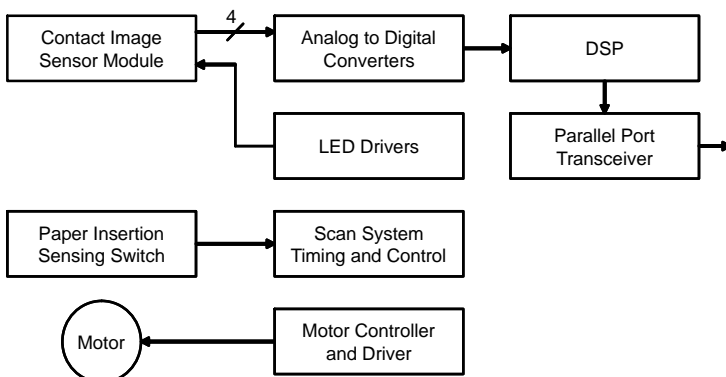 4
Contact Image
Sensor Module
Analog to Digital
Converters
DSP
LED Drivers
Parallel Port
Transceiver
Paper Insertion
Sensing Switch
Scan System
Timing and Control
Motor
Motor Controller
and Driver